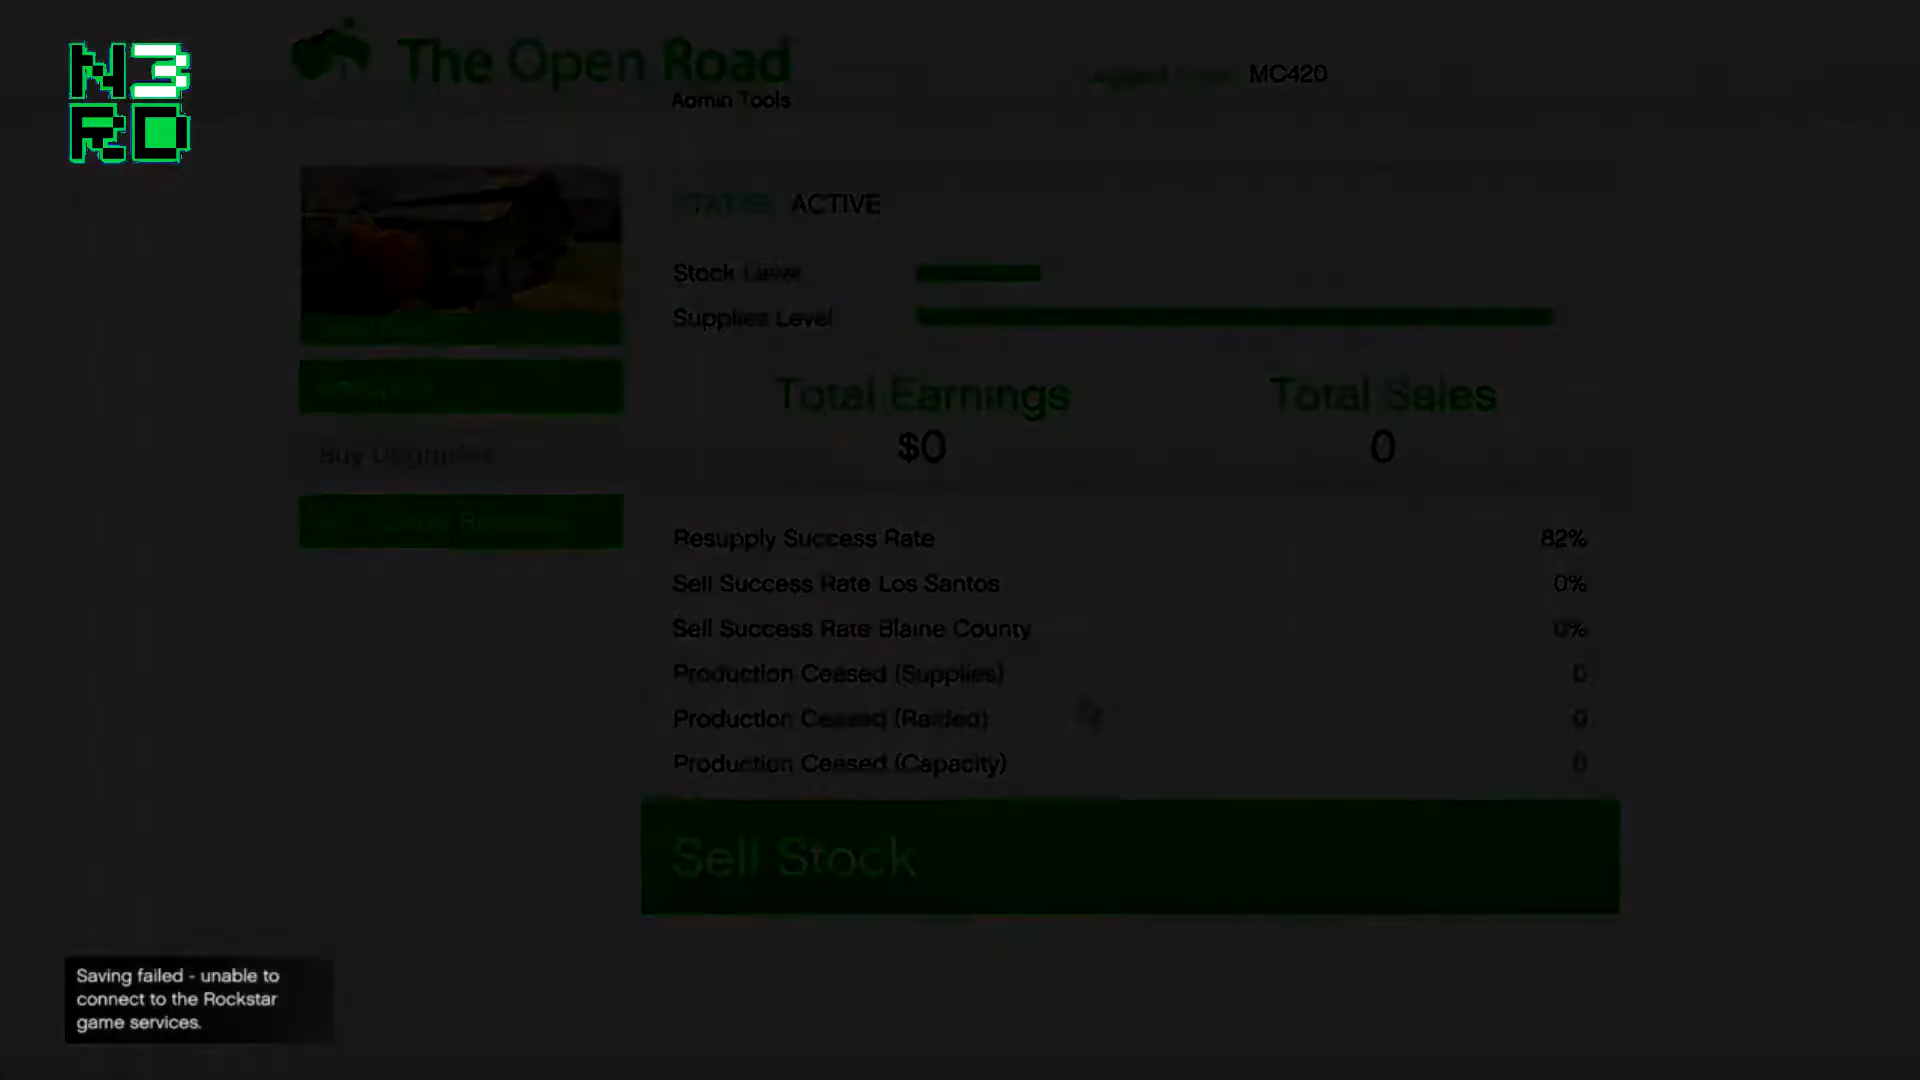 N3
RD
The Open Road
Admin Tools
MC420
STATUS: ACTIVE
Stock Level
Supplies Level
Total Earnings
$0
Total Sales
0
Resupply
Buy Upgrades
Resupply Success Rate 82%
Sell Success Rate Los Santos 0%
Sell Success Rate Blaine County 0%
Production Ceased (Supplies) 0
Production Ceased (Raided) 0
Production Ceased (Capacity) 0
Sell Stock
Saving failed - unable to
connect to the Rockstar
game services.